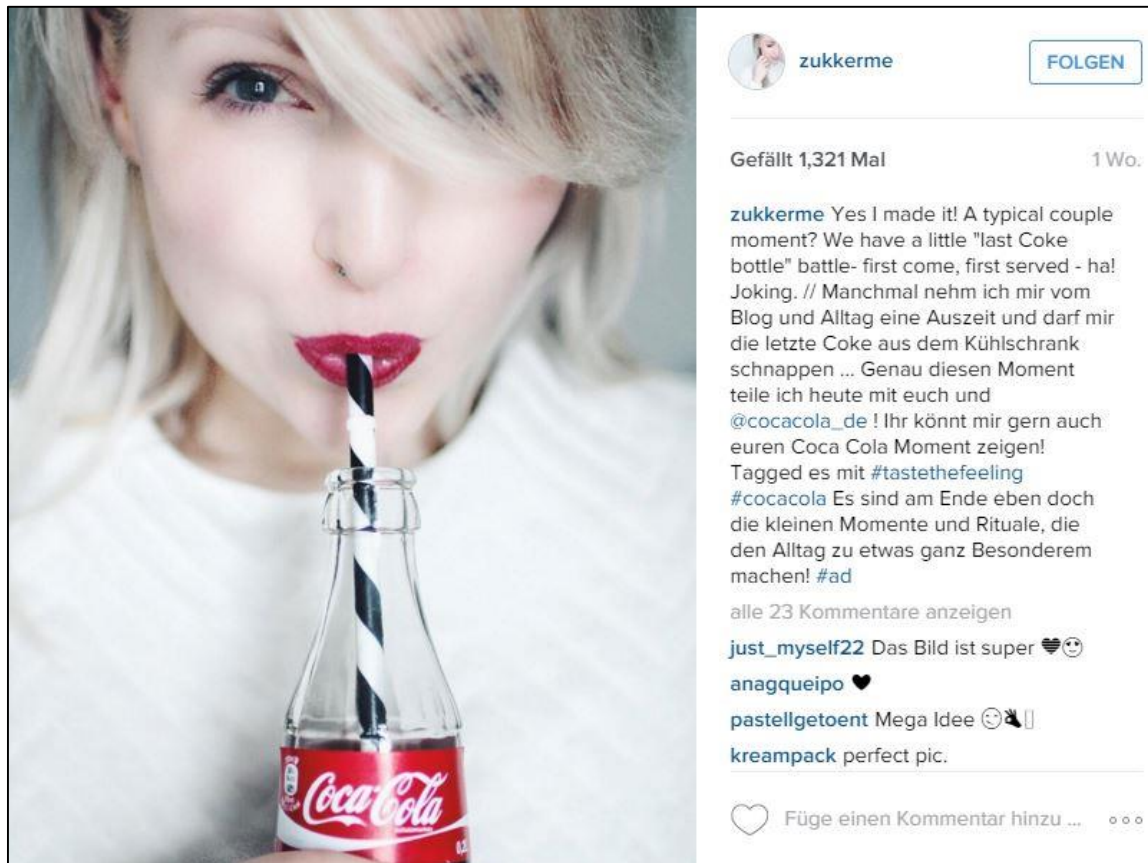 zukkerme
FOLGEN
Gefällt 1,321 Mal
1 Wo.
zukkerme Yes I made it! A typical couple
moment? We have a little "last Coke
bottle" battle- first come, first served - ha!
Joking. // Manchmal nehm ich mir vom
Blog und Alltag eine Auszeit und darf mir
die letzte Coke aus dem Kühlschrank
schnappen ... Genau diesen Moment
teile ich heute mit euch und
@cocacola_de ! Ihr könnt mir gern auch
euren Coca Cola Moment zeigen!
Tagged es mit #tastethefeeling
#cocacola Es sind am Ende eben doch
die kleinen Momente und Rituale, die
den Alltag zu etwas ganz Besonderem
machen! #ad
alle 23 Kommentare anzeigen
just_myself22 Das Bild ist super
anagqueipo
pastellgetoent Mega Idee
kreampack perfect pic.
Füge einen Kommentar hinzu ...
Coca-Cola